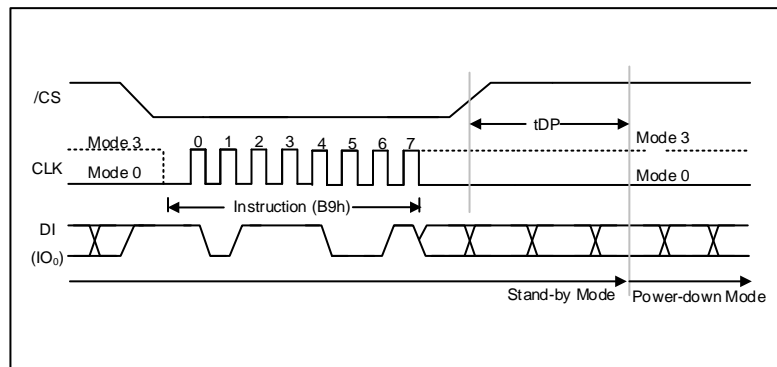 /CS
tDP
Mode 3 0 1 2 3 4 5 6 7 Mode 3
CLK
Mode 0 Mode 0
Instruction (B9h)
DI
(IO₀)
Stand-by Mode Power-down Mode